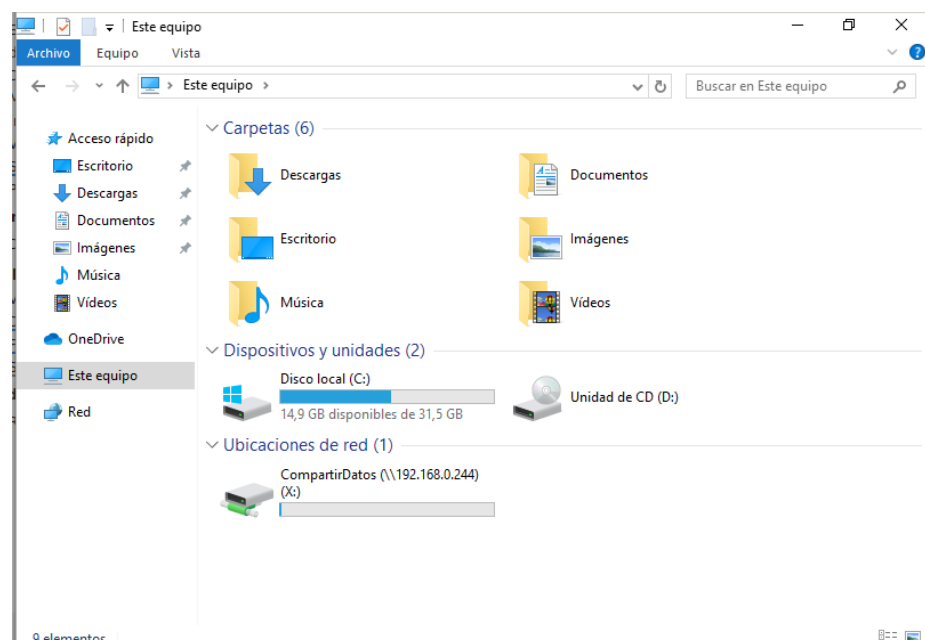 Este equipo
Archivo Equipo Vista
Este equipo
Buscar en Este equipo
Acceso rápido
Escritorio
Descargas
Documentos
Imágenes
Música
Vídeos
OneDrive
Este equipo
Red
Carpetas (6)
Descargas
Documentos
Escritorio
Imágenes
Música
Vídeos
Dispositivos y unidades (2)
Disco local (C:)
14,9 GB disponibles de 31,5 GB
Unidad de CD (D:)
Ubicaciones de red (1)
CompartirDatos (\\192.168.0.244)
(X:)
9 elementos